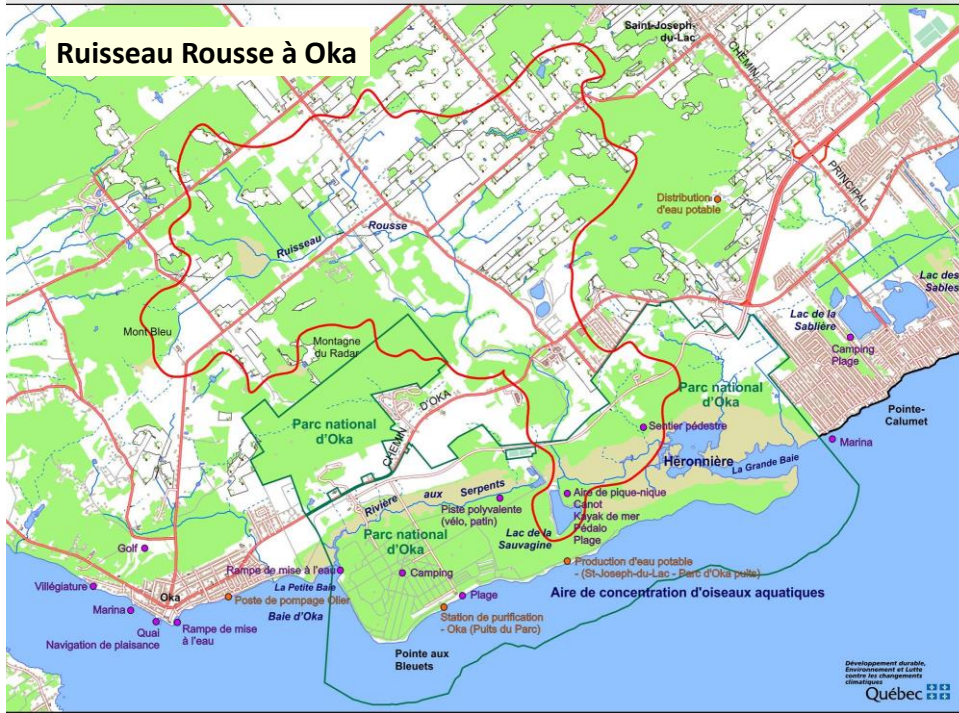 Ruisseau Rousse à Oka
Saint-Joseph-
du-Lac
CHEMIN
PRINCIPAL
Distribution
d'eau potable
Rousse
Ruisseau
Lac des
Sables
Lac de la
Sablière
Camping
Plage
Mont Bleu
Montagne
du Radar
Parc national
d'Oka
Parc national
d'Oka
CHEMIN
D'OKA
Pointe-
Calumet
Marina
Sentier pédestre
Héronnière
La Grande Baie
Rivière aux Serpents
Piste polyvalente
(vélo, patin)
Aire de pique-nique
Canot
Kayak de mer
Pédalo
Plage
Lac de la
Sauvagine
Parc national
d'Oka
Golf
Rampe de mise à l'eau
La Petite Baie
Camping
Production d'eau potable
- (St-Joseph-du-Lac - Parc d'Oka puits)
Villégiature
Oka
Poste de pompage Olier
Plage
Aire de concentration d'oiseaux aquatiques
Marina
Baie d'Oka
Station de purification
- Oka (Puits du Parc)
Quai
Navigation de plaisance
Rampe de mise
à l'eau
Pointe aux
Bleuets
Développement durable,
Environnement et Lutte
contre les changements
climatiques
Québec